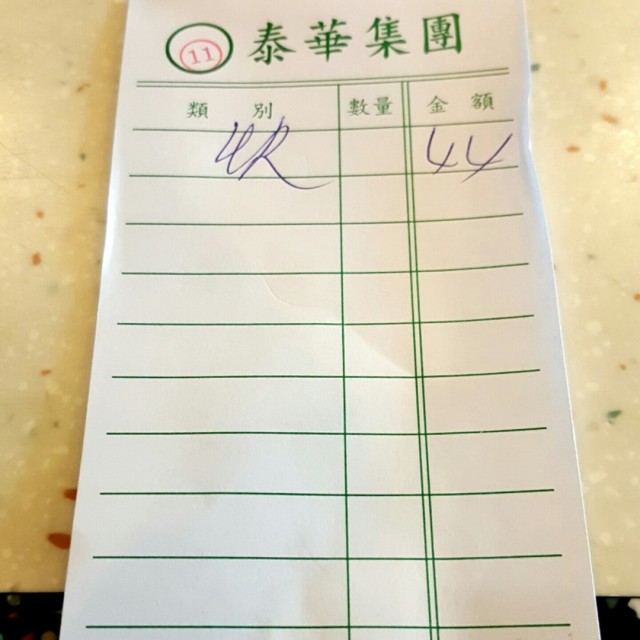 11 泰華集團
類別 數量 金額
44